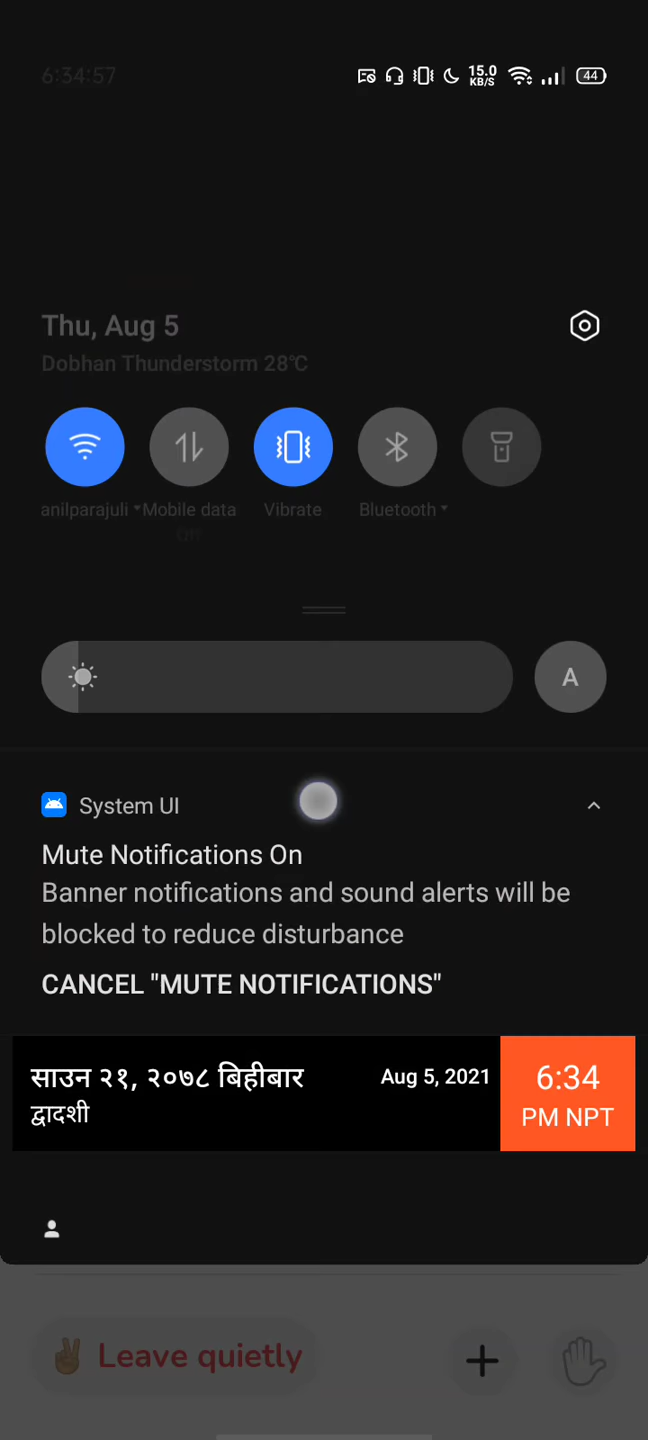 6:34:57
15.0
KB/S
44
Thu, Aug 5
Dobhan Thunderstorm 28°C
anilparajuli
Mobile data
Vibrate
Bluetooth
Off
A
System UI
Mute Notifications On
Banner notifications and sound alerts will be
blocked to reduce disturbance
CANCEL "MUTE NOTIFICATIONS"
साउन २१, २०७८ बिहीबार
Aug 5, 2021
6:34
द्वादशी
PM NPT
Leave quietly